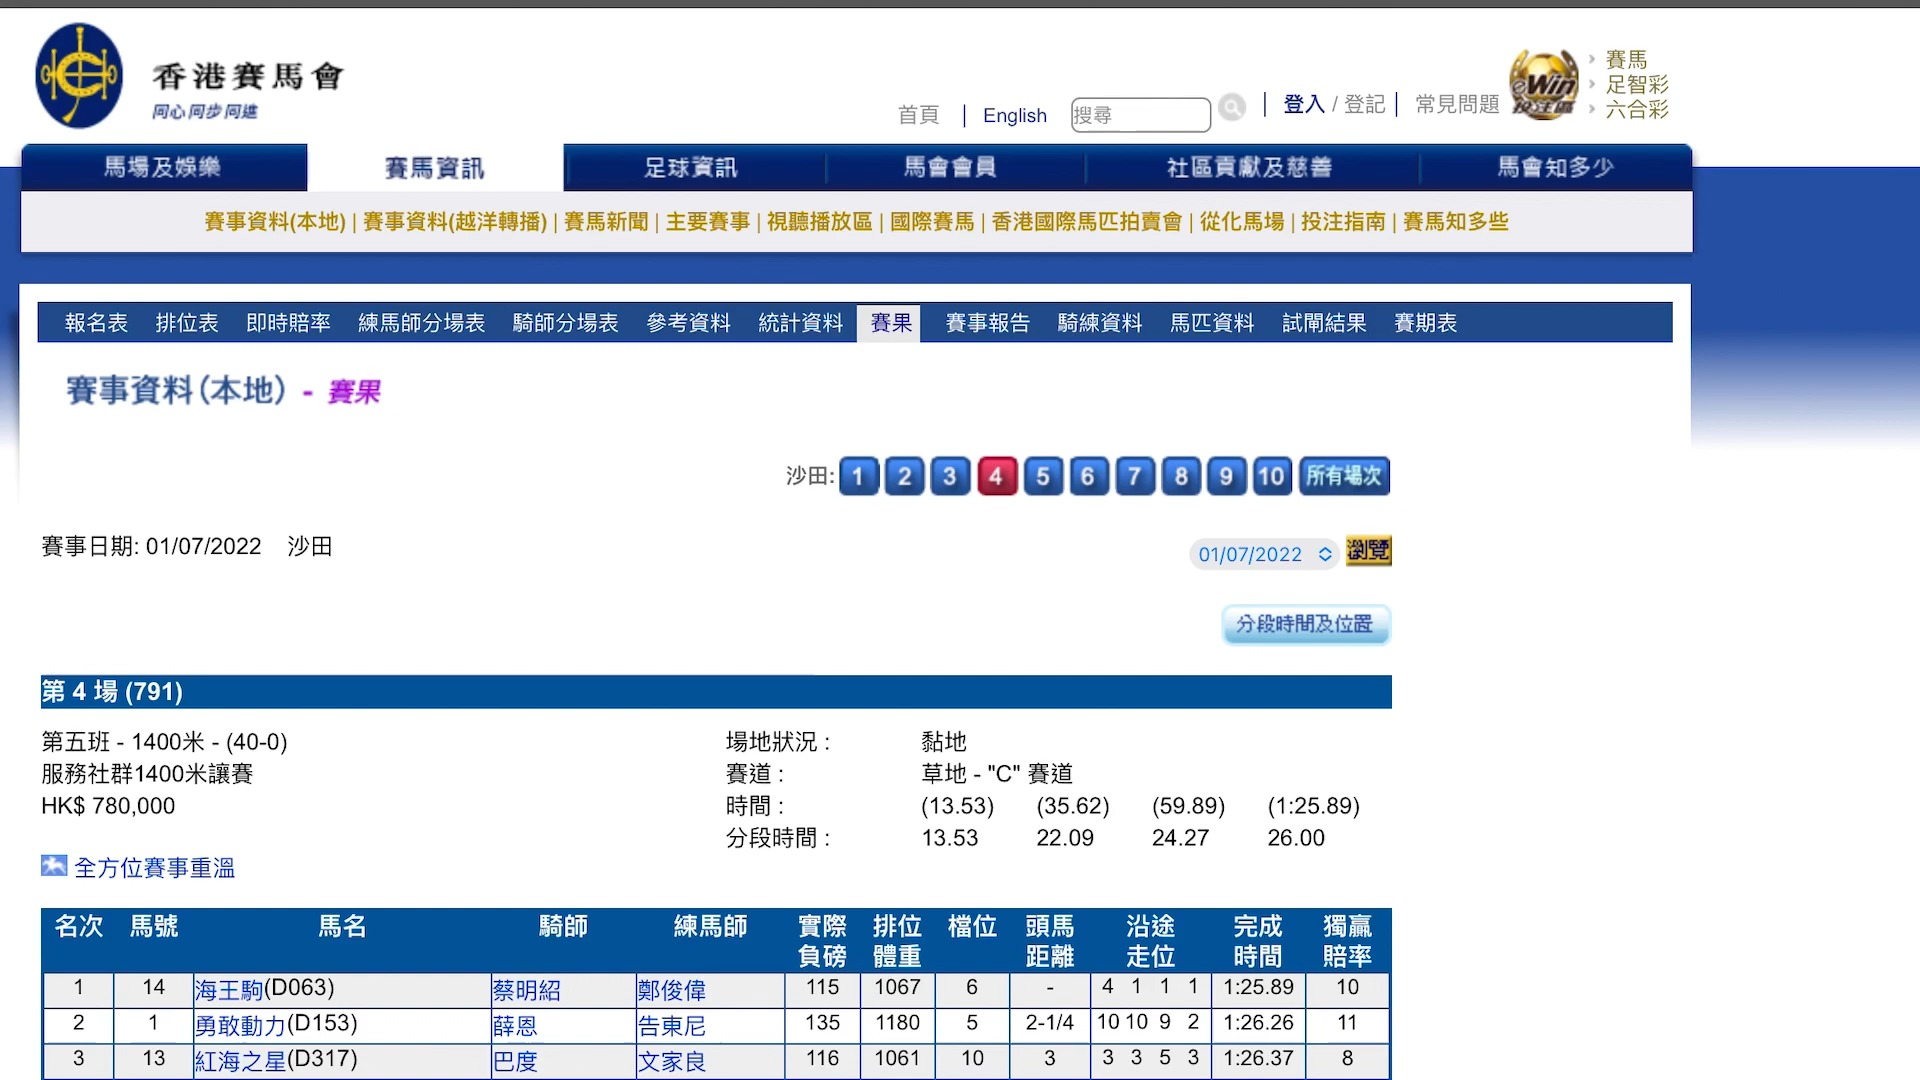 香港賽馬會
同心同步同進
首頁 | English 搜尋 | 登入 / 登記 | 常見問題
eWin
投注區
賽馬
足智彩
六合彩
馬場及娛樂 賽馬資訊 足球資訊 馬會會員 社區貢獻及慈善 馬會知多少
賽事資料(本地) | 賽事資料(越洋轉播) | 賽馬新聞 | 主要賽事 | 視聽播放區 | 國際賽馬 | 香港國際馬匹拍賣會 | 從化馬場 | 投注指南 | 賽馬知多些
報名表 排位表 即時賠率 練馬師分場表 騎師分場表 參考資料 統計資料 賽果 賽事報告 騎練資料 馬匹資料 試閘結果 賽期表
賽事資料(本地) - 賽果
沙田: 1 2 3 4 5 6 7 8 9 10 所有場次
賽事日期: 01/07/2022 沙田
01/07/2022 瀏覽
分段時間及位置
第 4 場 (791)
第五班 - 1400米 - (40-0) 場地狀況 : 黏地
服務社群1400米讓賽 賽道 : 草地 - "C" 賽道
HK$ 780,000 時間 : (13.53) (35.62) (59.89) (1:25.89)
分段時間 : 13.53 22.09 24.27 26.00
全方位賽事重溫
名次 馬號 馬名 騎師 練馬師 實際負磅 排位體重 檔位 頭馬距離 沿途走位 完成時間 獨贏賠率
1 14 海王駒(D063) 蔡明紹 鄭俊偉 115 1067 6 - 4 1 1 1 1:25.89 10
2 1 勇敢動力(D153) 薛恩 告東尼 135 1180 5 2-1/4 10 10 9 2 1:26.26 11
3 13 紅海之星(D317) 巴度 文家良 116 1061 10 3 3 3 5 3 1:26.37 8